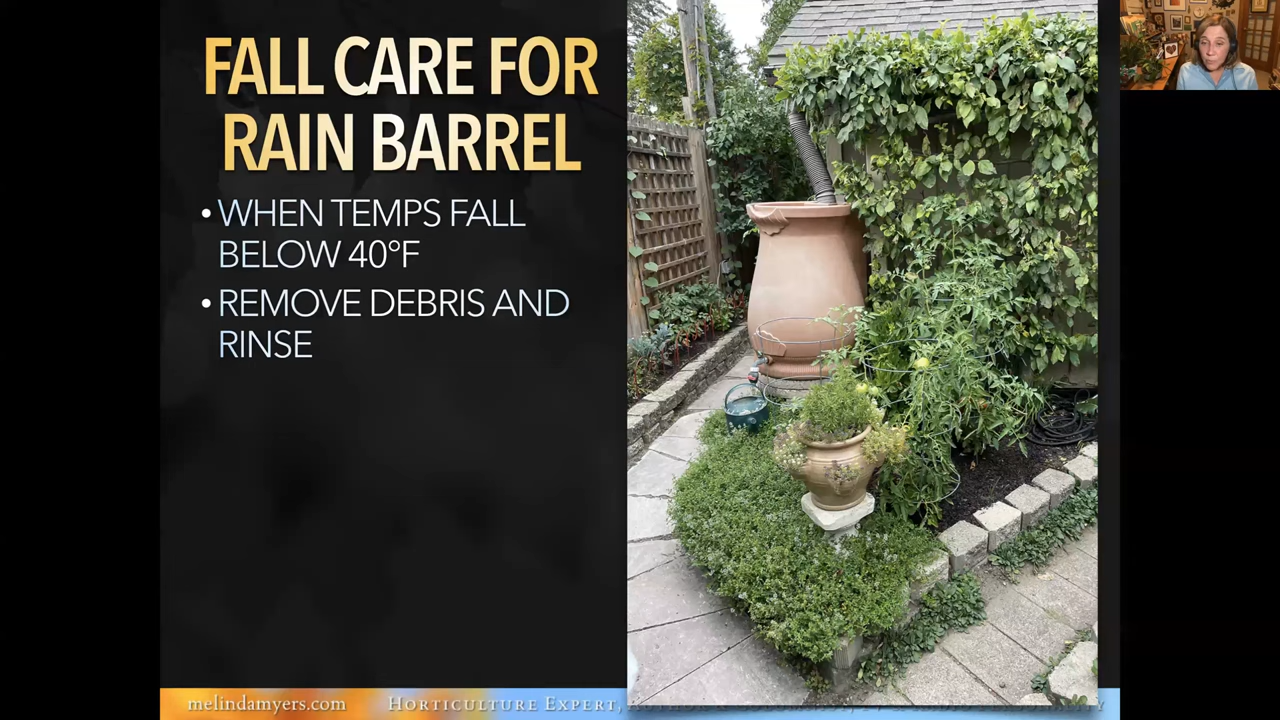 FALL CARE FOR
RAIN BARREL
• WHEN TEMPS FALL
BELOW 40°F
• REMOVE DEBRIS AND
RINSE
melindamyers.com HORTICULTURE EXPERT,